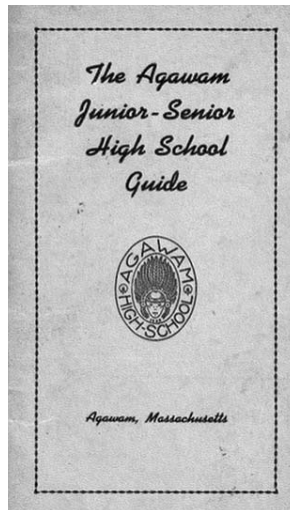 The Agawam
Junior-Senior
High School
Guide
AGAWAM
HIGH-SCHOOL
Agawam, Massachusetts